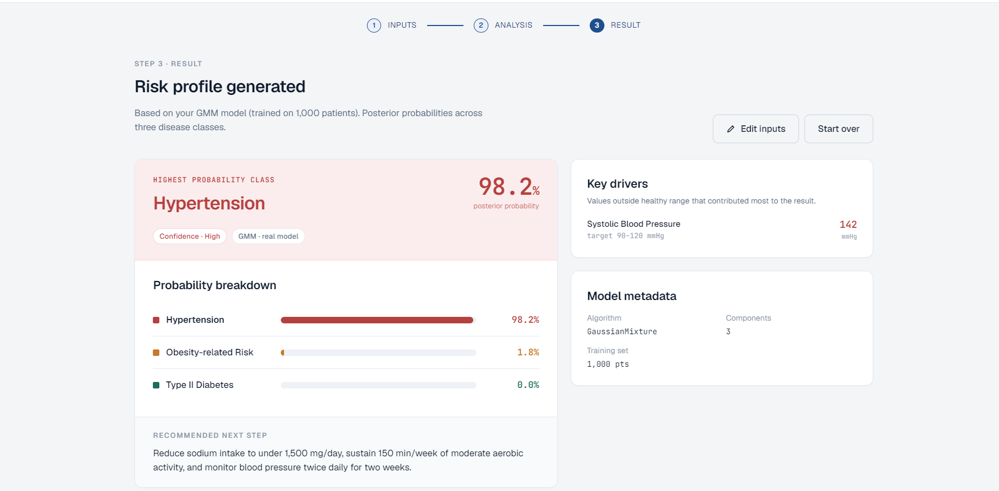 1 INPUTS 2 ANALYSIS 3 RESULT
STEP 3 · RESULT
Risk profile generated
Based on your GMM model (trained on 1,000 patients). Posterior probabilities across
three disease classes.
Edit inputs
Start over
HIGHEST PROBABILITY CLASS
Hypertension
98.2%
posterior probability
Confidence · High
GMM · real model
Probability breakdown
Hypertension 98.2%
Obesity-related Risk 1.8%
Type II Diabetes 0.0%
RECOMMENDED NEXT STEP
Reduce sodium intake to under 1,500 mg/day, sustain 150 min/week of moderate aerobic
activity, and monitor blood pressure twice daily for two weeks.
Key drivers
Values outside healthy range that contributed most to the result.
Systolic Blood Pressure 142
target 90–120 mmHg mmHg
Model metadata
Algorithm Components
GaussianMixture 3
Training set
1,000 pts